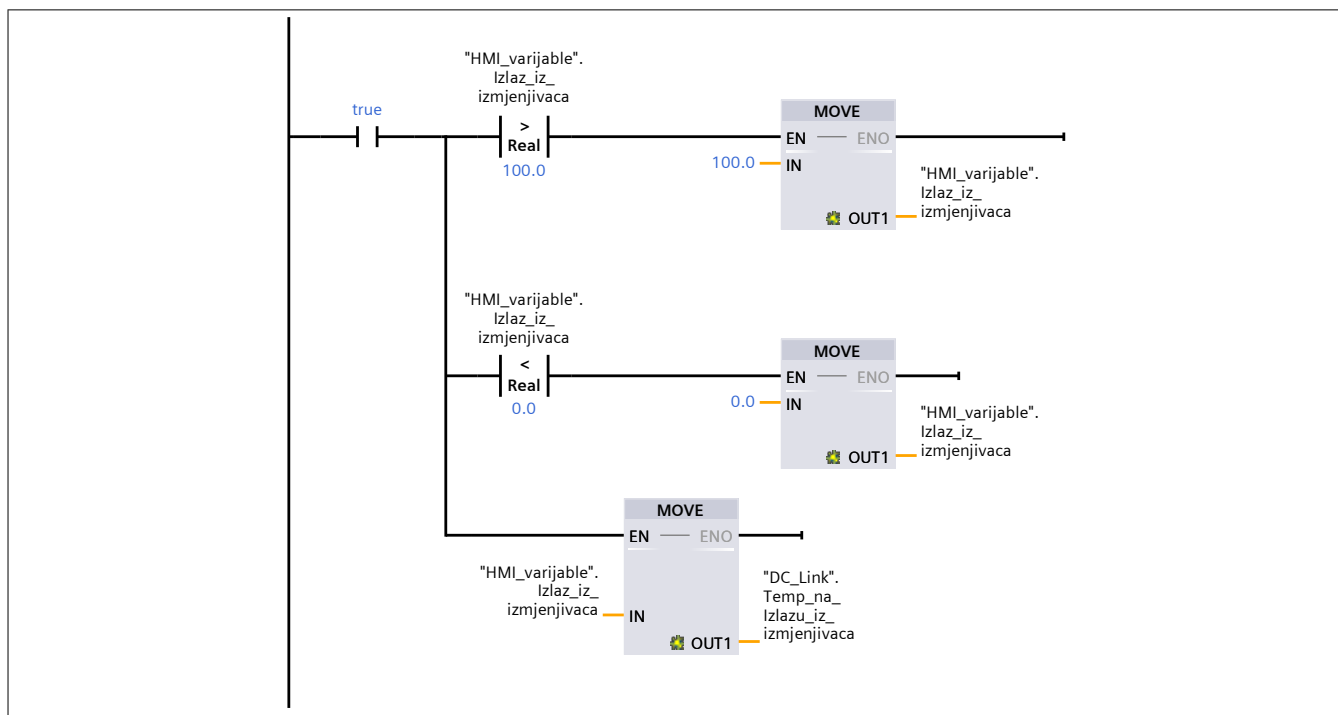 "HMI_varijable".
Izlaz_iz_
izmjenjivaca
true
>
Real
100.0
MOVE
EN
ENO
100.0
IN
OUT1
"HMI_varijable".
Izlaz_iz_
izmjenjivaca
"HMI_varijable".
Izlaz_iz_
izmjenjivaca
<
Real
0.0
MOVE
EN
ENO
0.0
IN
OUT1
"HMI_varijable".
Izlaz_iz_
izmjenjivaca
MOVE
EN
ENO
"HMI_varijable".
Izlaz_iz_
izmjenjivaca
IN
OUT1
"DC_Link".
Temp_na_
Izlazu_iz_
izmjenjivaca